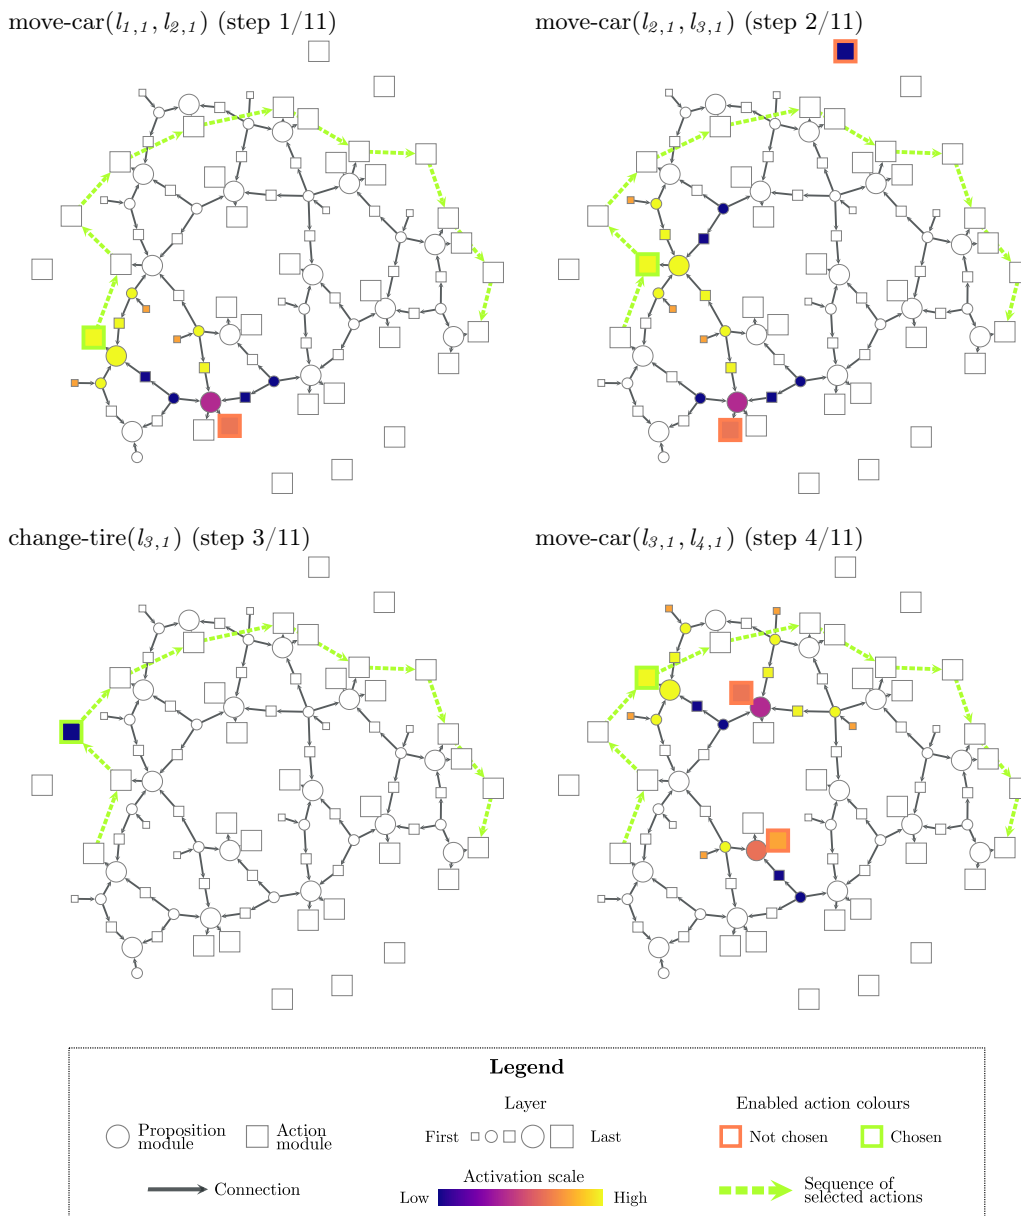 move-car(l1,1, l2,1) (step 1/11)
move-car(l2,1, l3,1) (step 2/11)
change-tire(l3,1) (step 3/11)
move-car(l3,1, l4,1) (step 4/11)
Legend
Layer
Enabled action colours
Proposition
module
Action
module
First
Last
Not chosen
Chosen
Connection
Activation scale
Low
High
Sequence of
selected actions